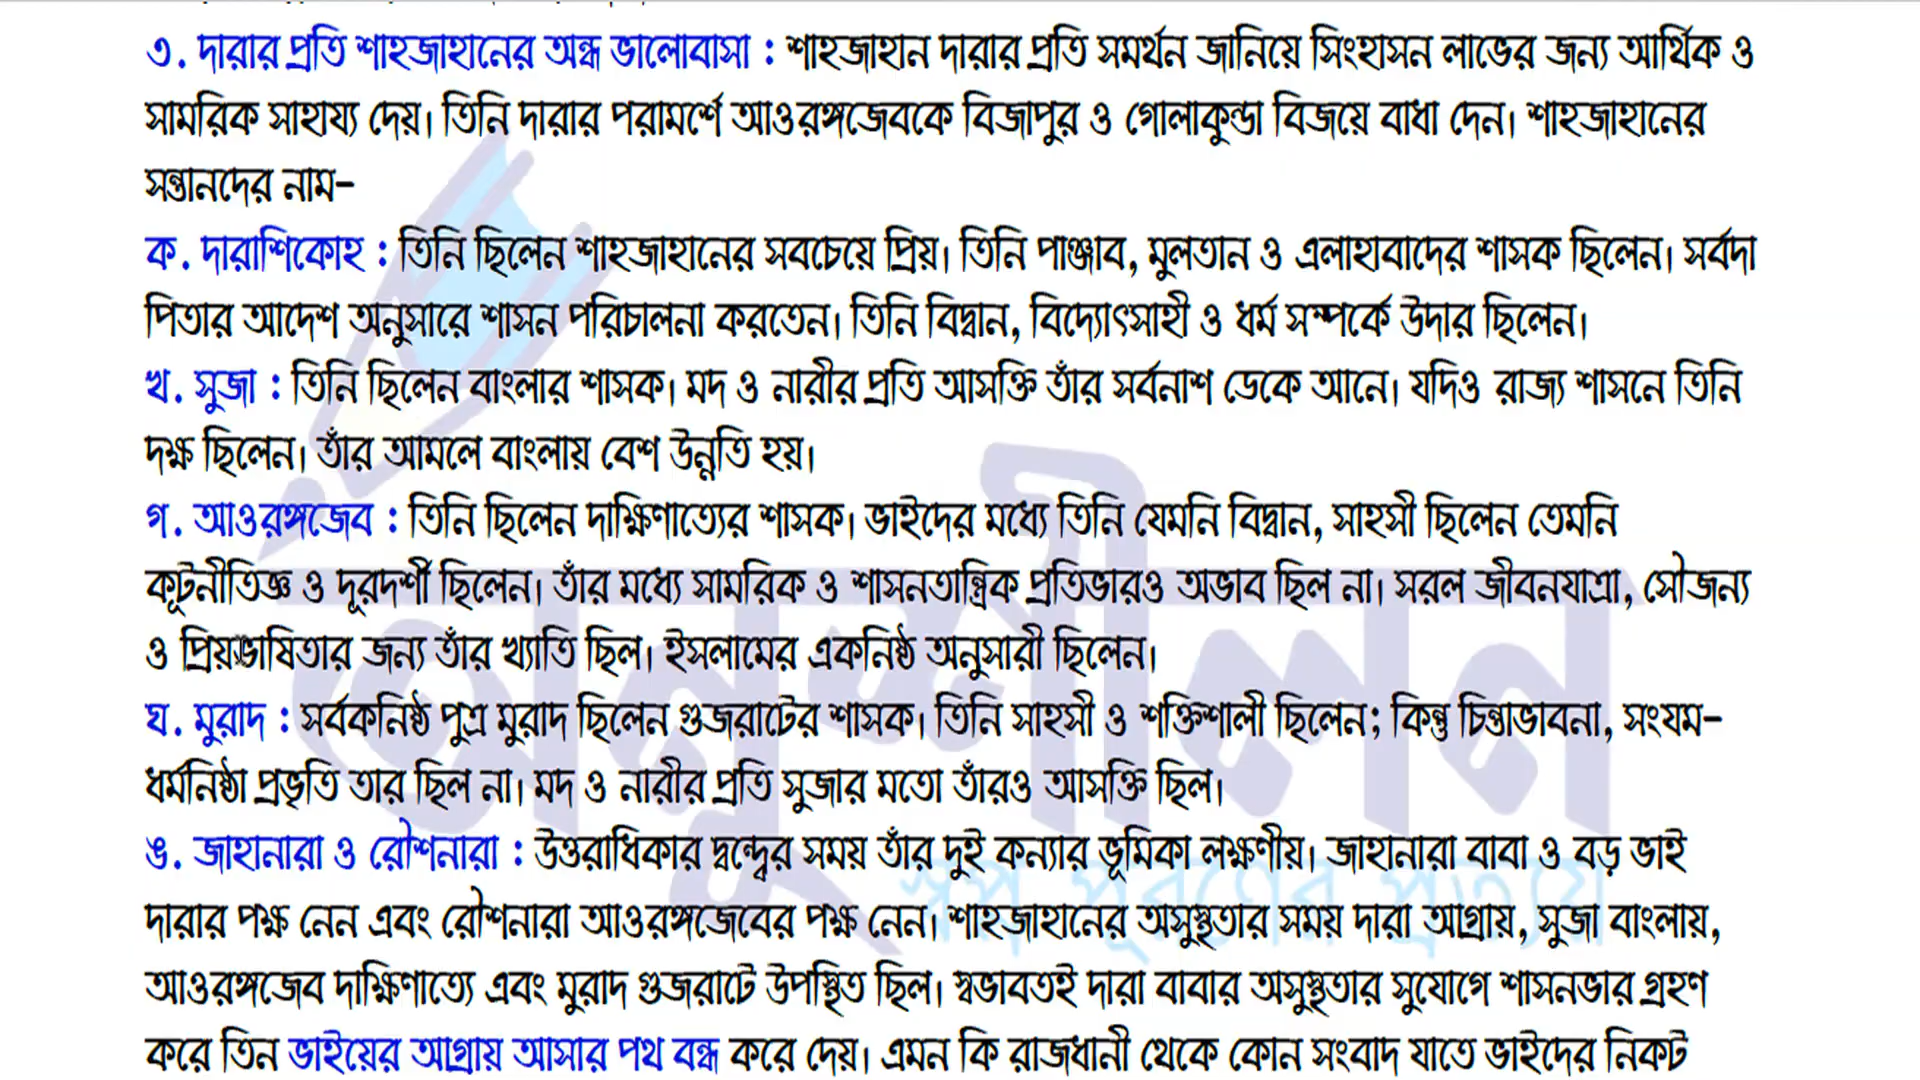 ৩. দারার প্রতি শাহজাহানের অন্ধ ভালোবাসা : শাহজাহান দারার প্রতি সমর্থন জানিয়ে সিংহাসন লাভের জন্য আর্থিক ও
সামরিক সাহায্য দেয়। তিনি দারার পরামর্শে আওরঙ্গজেবকে বিজাপুর ও গোলাকুন্ডা বিজয়ে বাধা দেন। শাহজাহানের
সন্তানদের নাম-
ক. দারাশিকোহ : তিনি ছিলেন শাহজাহানের সবচেয়ে প্রিয়। তিনি পাঞ্জাব, মুলতান ও এলাহাবাদের শাসক ছিলেন। সর্বদা
পিতার আদেশ অনুসারে শাসন পরিচালনা করতেন। তিনি বিদ্বান, বিদ্যোৎসাহী ও ধর্ম সম্পর্কে উদার ছিলেন।
খ. সুজা : তিনি ছিলেন বাংলার শাসক। মদ ও নারীর প্রতি আসক্তি তাঁর সর্বনাশ ডেকে আনে। যদিও রাজ্য শাসনে তিনি
দক্ষ ছিলেন। তাঁর আমলে বাংলায় বেশ উন্নতি হয়।
গ. আওরঙ্গজেব : তিনি ছিলেন দাক্ষিণাত্যের শাসক। ভাইদের মধ্যে তিনি যেমনি বিদ্বান, সাহসী ছিলেন তেমনি
কূটনীতিজ্ঞ ও দূরদর্শী ছিলেন। তাঁর মধ্যে সামরিক ও শাসনতান্ত্রিক প্রতিভারও অভাব ছিল না। সরল জীবনযাত্রা, সৌজন্য
ও প্রিয়ভাষিতার জন্য তাঁর খ্যাতি ছিল। ইসলামের একনিষ্ঠ অনুসারী ছিলেন।
ঘ. মুরাদ : সর্বকনিষ্ঠ পুত্র মুরাদ ছিলেন গুজরাটের শাসক। তিনি সাহসী ও শক্তিশালী ছিলেন; কিন্তু চিন্তাভাবনা, সংযম-
ধর্মনিষ্ঠা প্রভৃতি তার ছিল না। মদ ও নারীর প্রতি সুজার মতো তাঁরও আসক্তি ছিল।
ঙ. জাহানারা ও রৌশনারা : উত্তরাধিকার দ্বন্দ্বের সময় তাঁর দুই কন্যার ভূমিকা লক্ষণীয়। জাহানারা বাবা ও বড় ভাই
দারার পক্ষ নেন এবং রৌশনারা আওরঙ্গজেবের পক্ষ নেন। শাহজাহানের অসুস্থতার সময় দারা আগ্রায়, সুজা বাংলায়,
আওরঙ্গজেব দাক্ষিণাত্যে এবং মুরাদ গুজরাটে উপস্থিত ছিল। স্বভাবতই দারা বাবার অসুস্থতার সুযোগে শাসনভার গ্রহণ
করে তিন ভাইয়ের আগ্রায় আসার পথ বন্ধ করে দেয়। এমন কি রাজধানী থেকে কোন সংবাদ যাতে ভাইদের নিকট
অনুশীলন
স্বপ্ন পূরণের প্রত্যয়